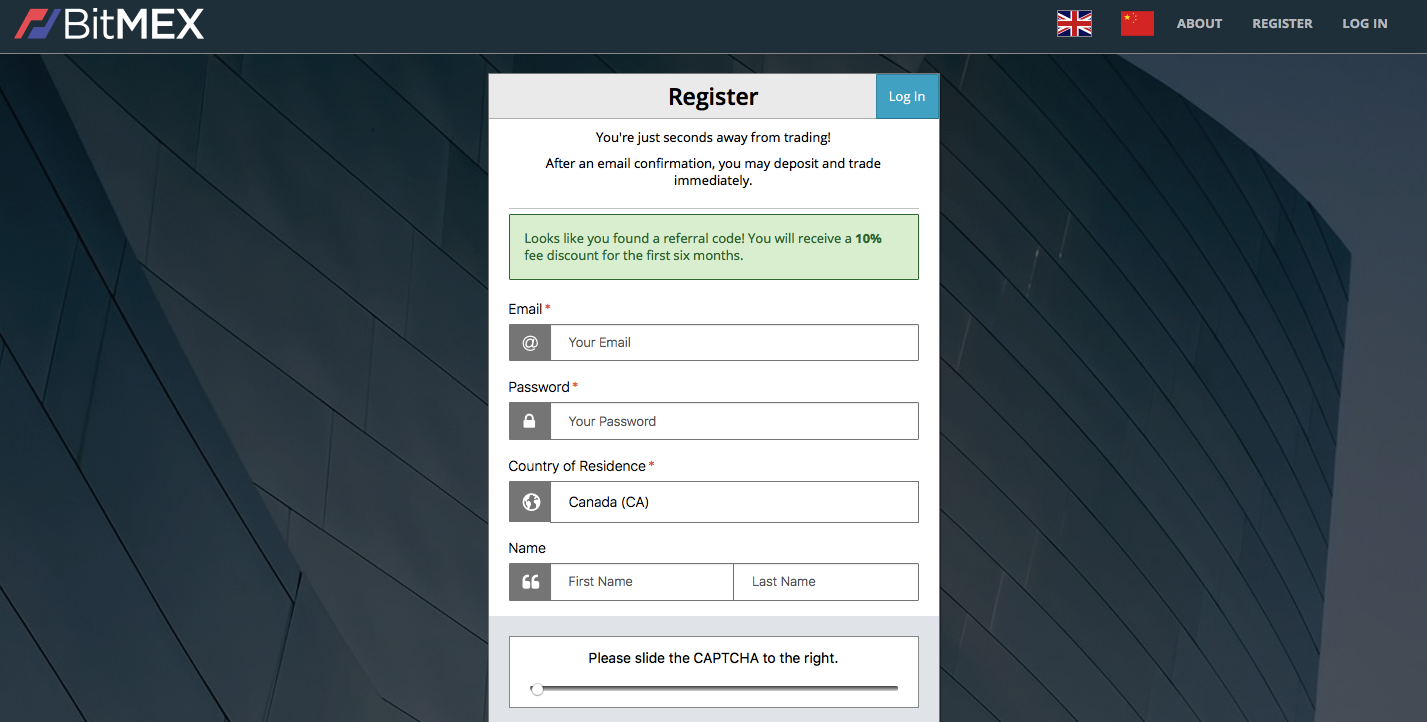 BitMEX
ABOUT REGISTER LOG IN
Register
Log In
You're just seconds away from trading!
After an email confirmation, you may deposit and trade
immediately.
Looks like you found a referral code! You will receive a 10%
fee discount for the first six months.
Email *
@ Your Email
Password *
Your Password
Country of Residence *
Canada (CA)
Name
First Name Last Name
Please slide the CAPTCHA to the right.